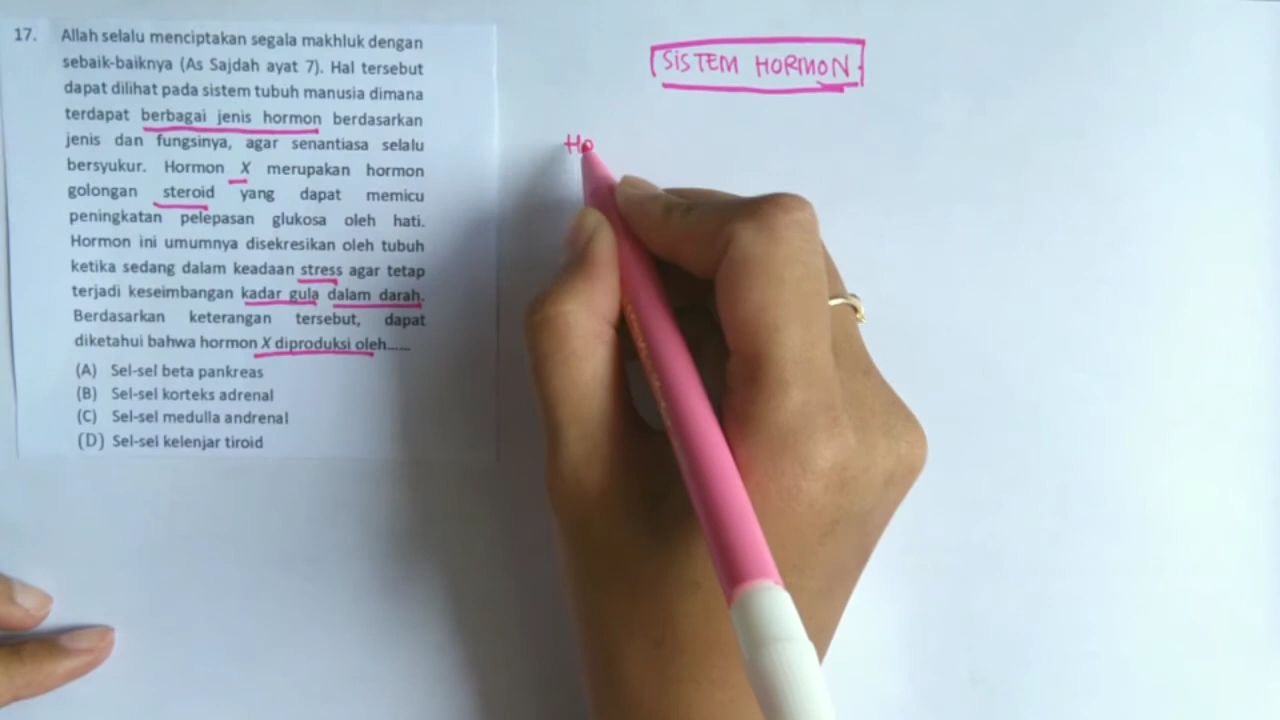 17. Allah selalu menciptakan segala makhluk dengan
sebaik-baiknya (As Sajdah ayat 7). Hal tersebut
dapat dilihat pada sistem tubuh manusia dimana
terdapat berbagai jenis hormon berdasarkan
jenis dan fungsinya, agar senantiasa selalu
bersyukur. Hormon X merupakan hormon
golongan steroid yang dapat memicu
peningkatan pelepasan glukosa oleh hati.
Hormon ini umumnya disekresikan oleh tubuh
ketika sedang dalam keadaan stress agar tetap
terjadi keseimbangan kadar gula dalam darah.
Berdasarkan keterangan tersebut, dapat
diketahui bahwa hormon X diproduksi oleh......
(A) Sel-sel beta pankreas
(B) Sel-sel korteks adrenal
(C) Sel-sel medulla andrenal
(D) Sel-sel kelenjar tiroid
SISTEM HORMON
Ho